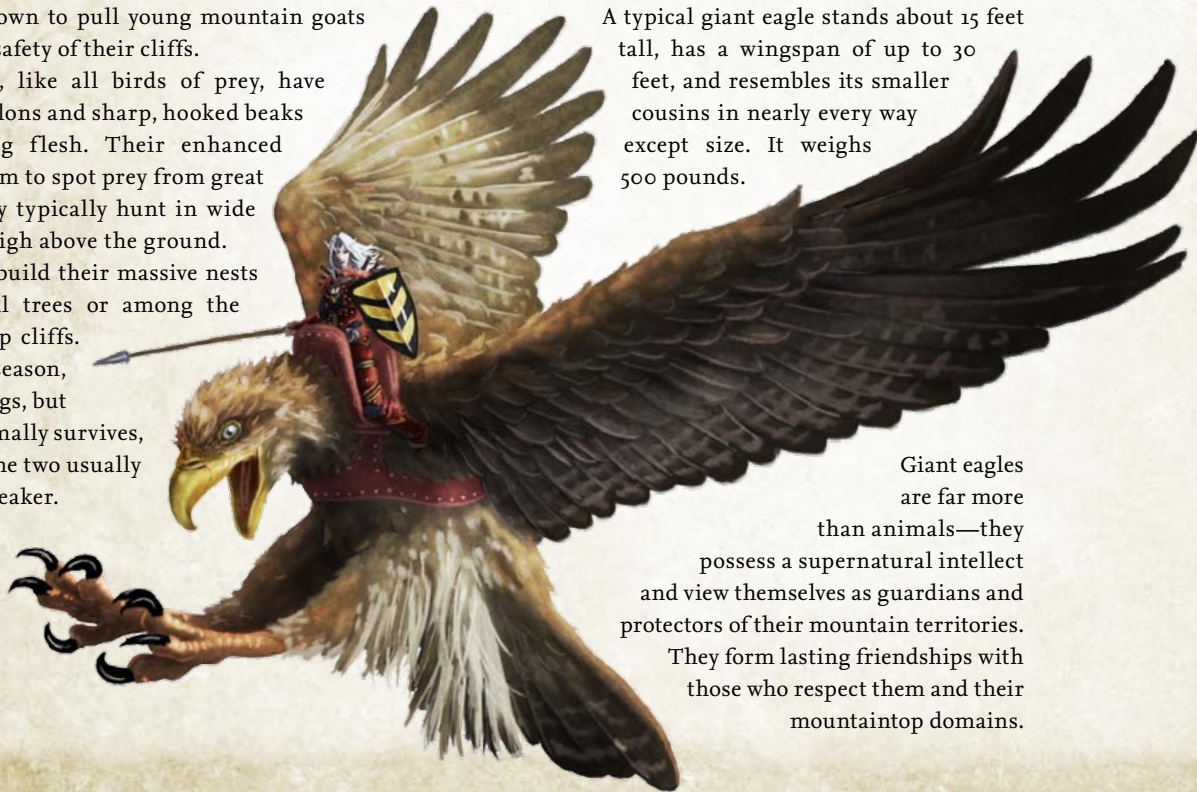 own to pull young mountain goats
safety of their cliffs.
, like all birds of prey, have
lons and sharp, hooked beaks
g flesh. Their enhanced
m to spot prey from great
y typically hunt in wide
igh above the ground.
build their massive nests
ll trees or among the
p cliffs.
season,
gs, but
mally survives,
he two usually
eaker.
A typical giant eagle stands about 15 feet
tall, has a wingspan of up to 30
feet, and resembles its smaller
cousins in nearly every way
except size. It weighs
500 pounds.
Giant eagles
are far more
than animals—they
possess a supernatural intellect
and view themselves as guardians and
protectors of their mountain territories.
They form lasting friendships with
those who respect them and their
mountaintop domains.